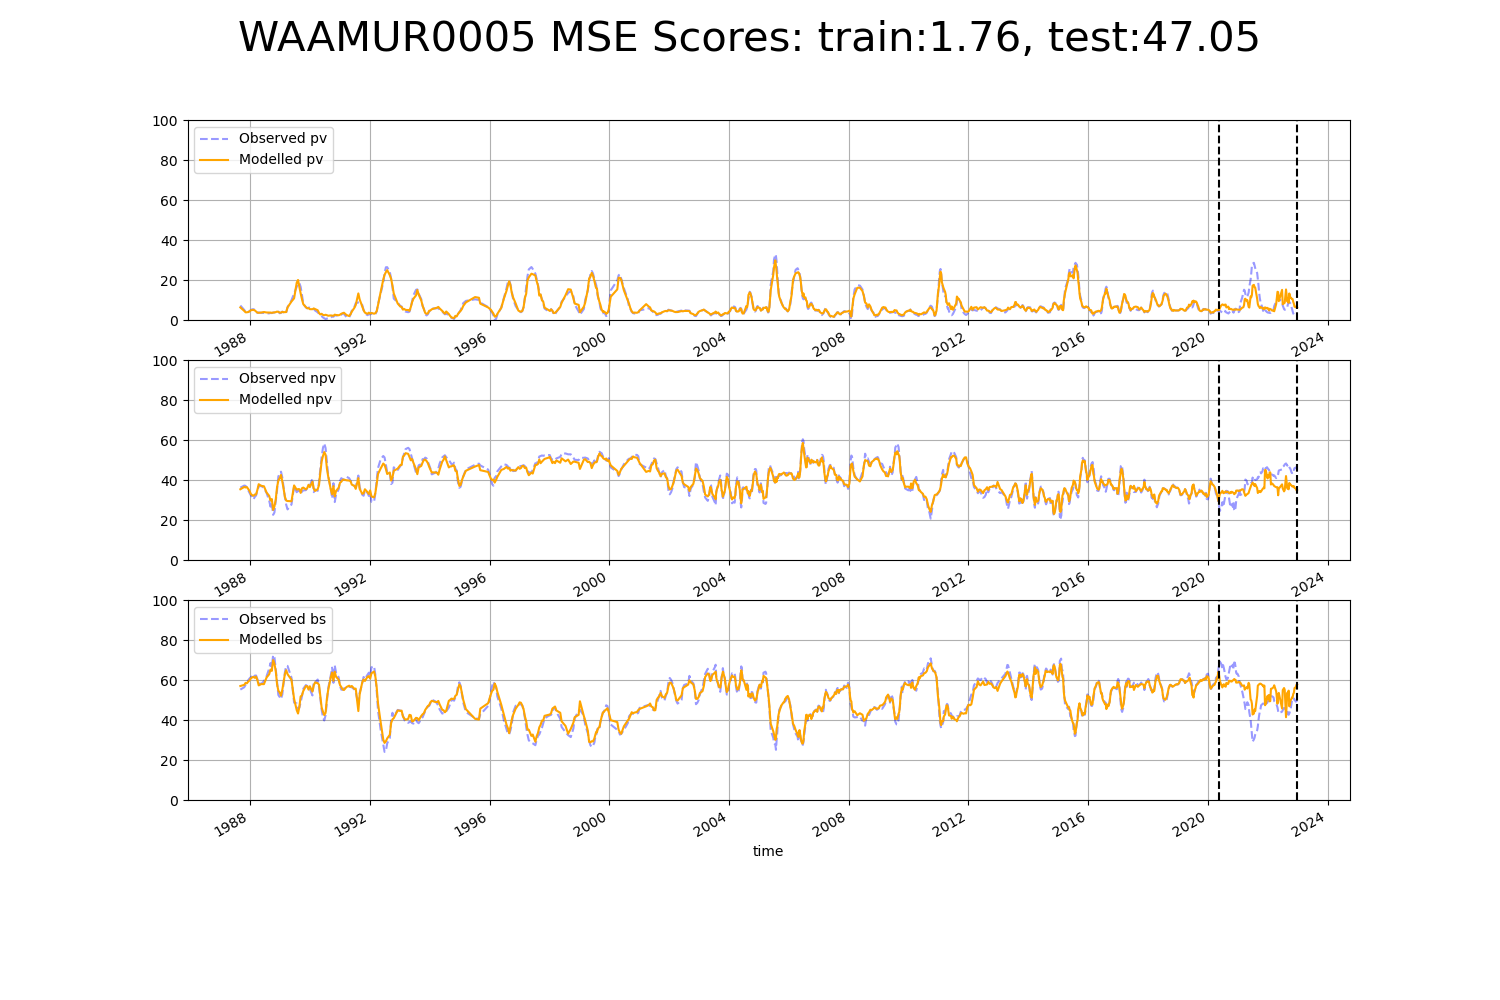 WAAMUR0005 MSE Scores: train:1.76, test:47.05
100
80
60
40
20
0
Observed pv
Modelled pv
1988 1992 1996 2000 2004 2008 2012 2016 2020 2024
100
80
60
40
20
0
Observed npv
Modelled npv
1988 1992 1996 2000 2004 2008 2012 2016 2020 2024
100
80
60
40
20
0
Observed bs
Modelled bs
1988 1992 1996 2000 2004 2008 2012 2016 2020 2024
time